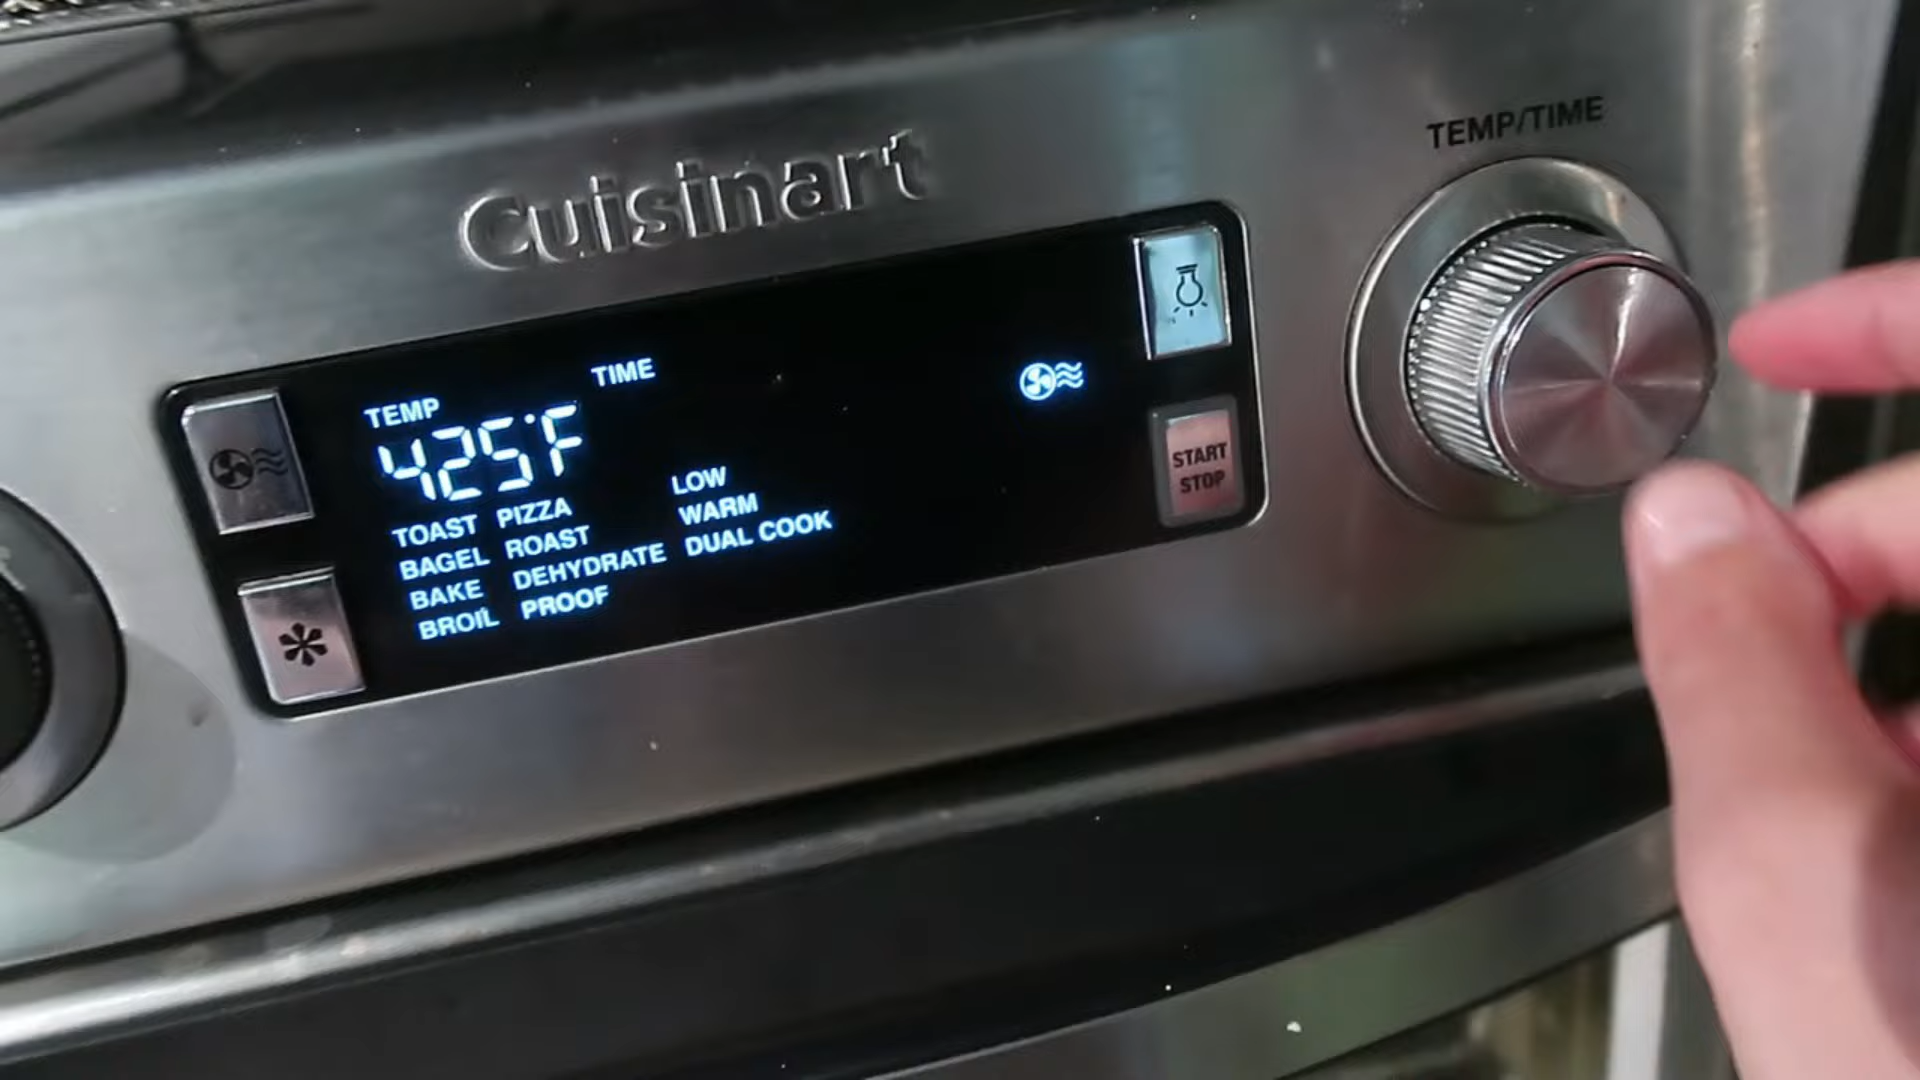 Cuisinart
TEMP/TIME
TIME
TEMP
425°F
TOAST PIZZA LOW
BAGEL ROAST WARM
BAKE DEHYDRATE DUAL COOK
BROIL PROOF
START
STOP